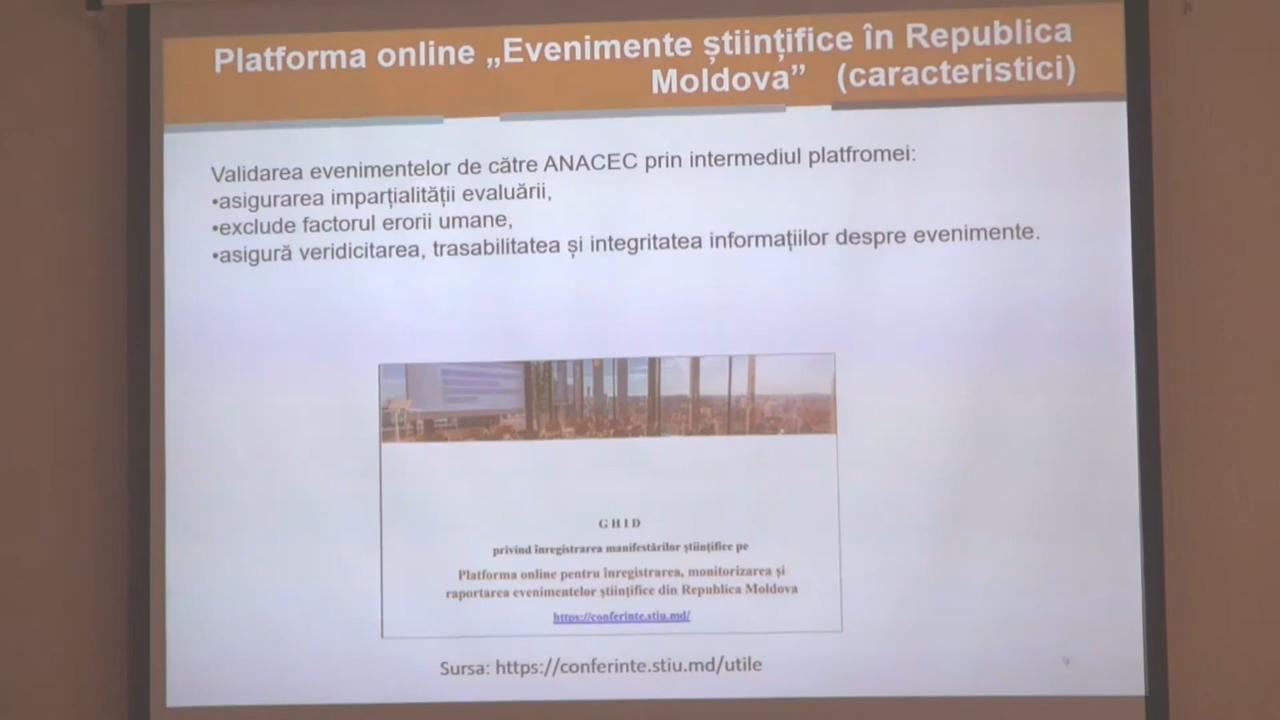 Platforma online „Evenimente științifice în Republica
Moldova” (caracteristici)
Validarea evenimentelor de către ANACEC prin intermediul platfromei:
•asigurarea imparțialității evaluării,
•exclude factorul erorii umane,
•asigură veridicitarea, trasabilitatea și integritatea informațiilor despre evenimente.
GHID
privind înregistrarea manifestărilor științifice pe
Platforma online pentru înregistrarea, monitorizarea și
raportarea evenimentelor științifice din Republica Moldova
https://conferinte.stiu.md/
Sursa: https://conferinte.stiu.md/utile
9